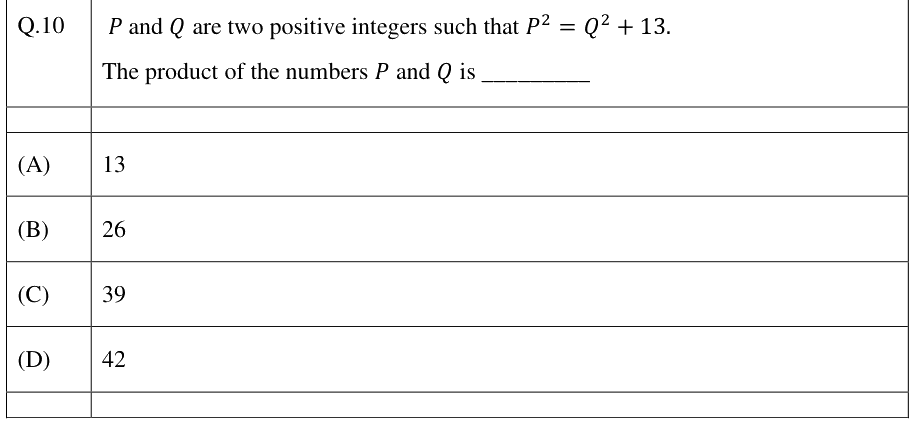 Q.10 P and Q are two positive integers such that P² = Q² + 13.
The product of the numbers P and Q is _________
(A) 13
(B) 26
(C) 39
(D) 42